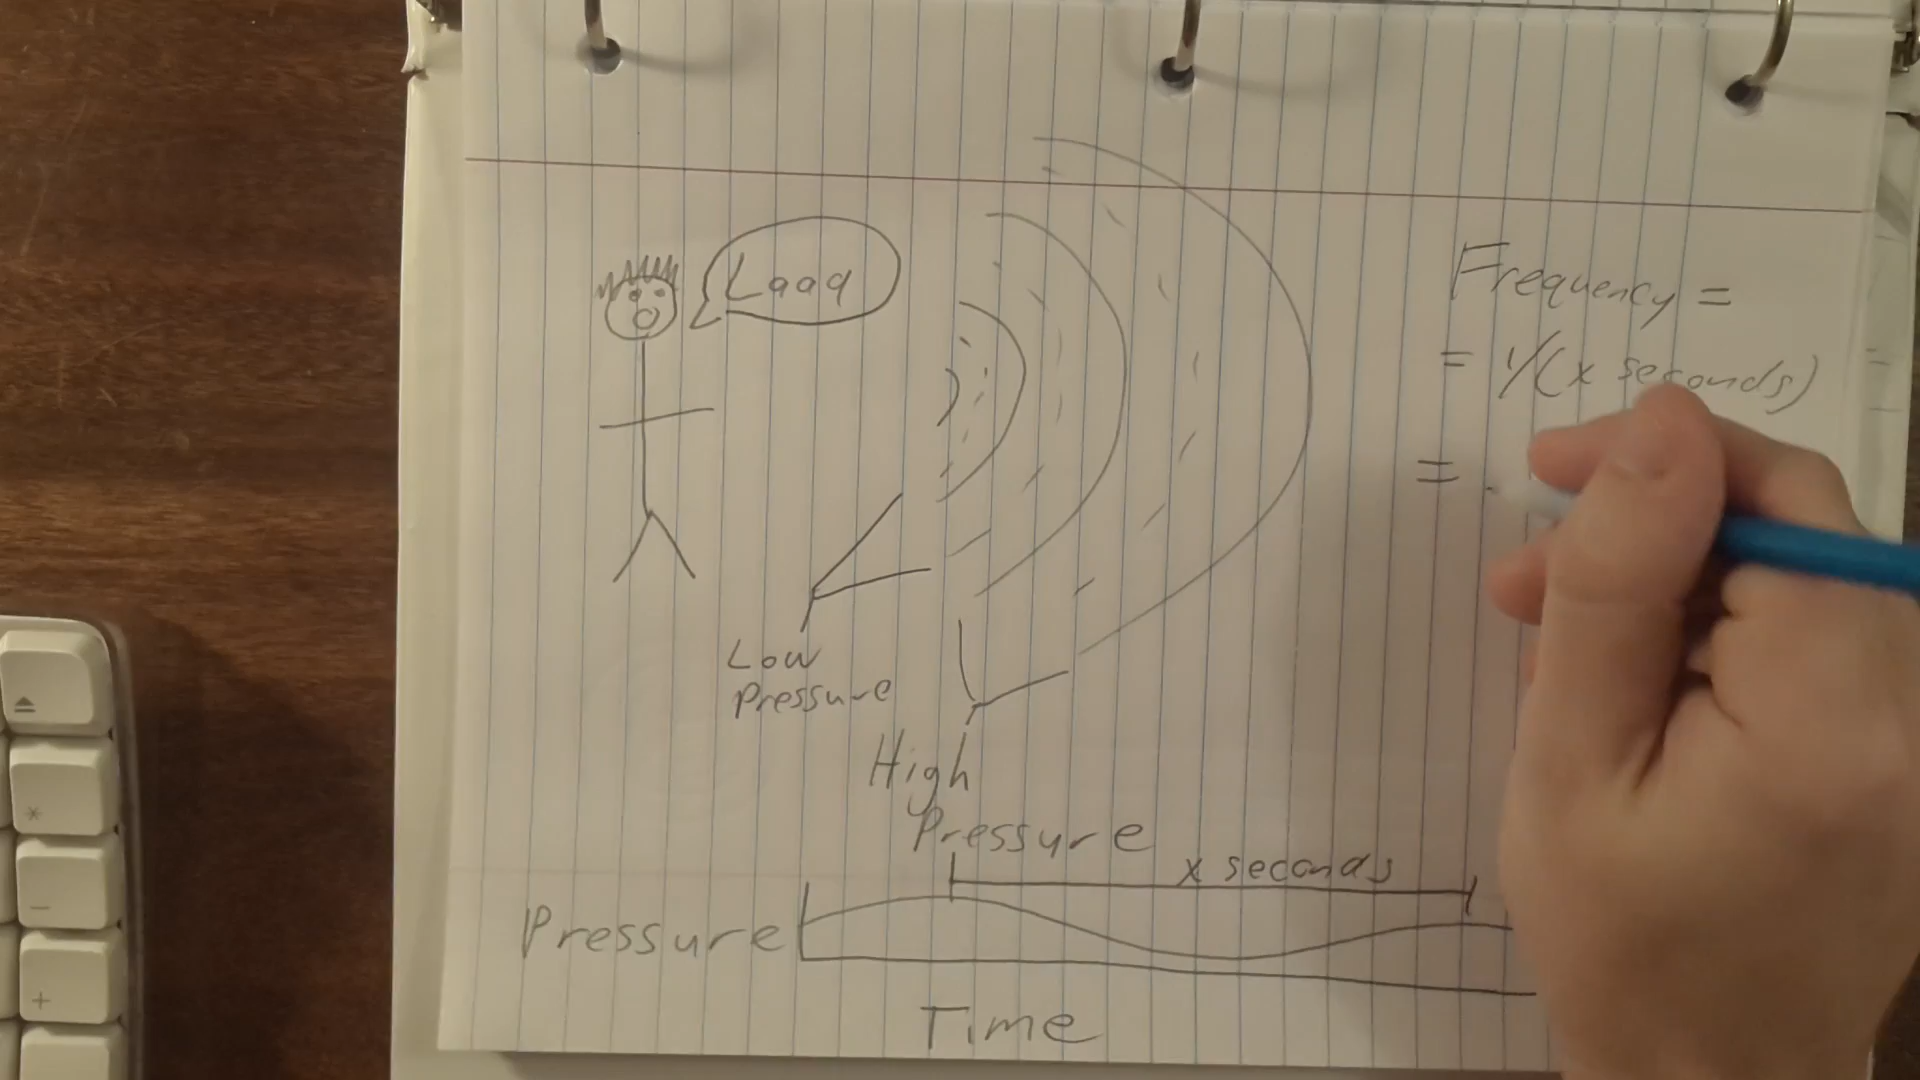 Laaa
Frequency =
= 1/(x seconds)
=
Low
Pressure
High
Pressure
x seconds
Pressure
Time
*
−
+